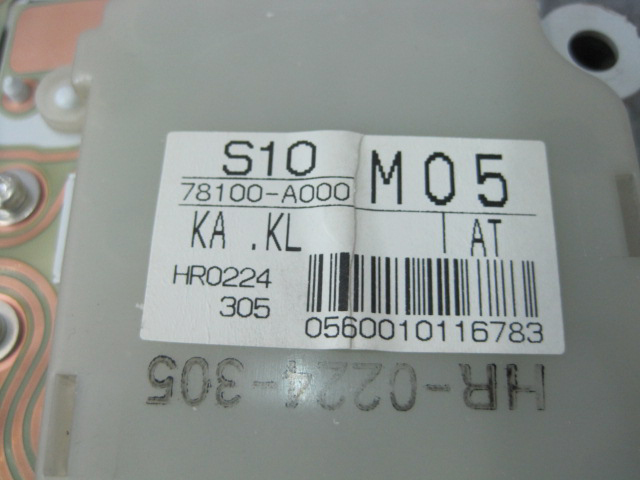 S10 M05
78100-A000
KA .KL AT
HR0224
305
0560010116783
HR-0224-305